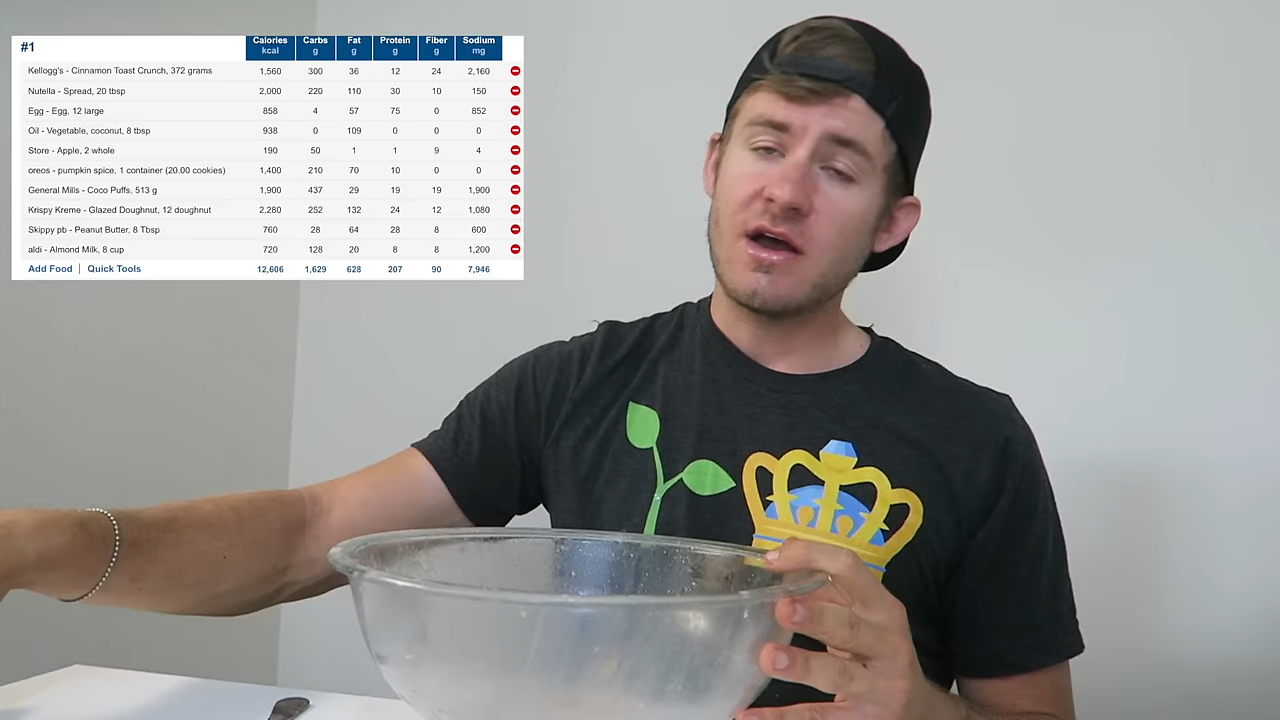 #1 Calories Carbs Fat Protein Fiber Sodium
kcal g g g g mg
Kellogg's - Cinnamon Toast Crunch, 372 grams 1,560 300 36 12 24 2,160
Nutella - Spread, 20 tbsp 2,000 220 110 30 10 150
Egg - Egg, 12 large 858 4 57 75 0 852
Oil - Vegetable, coconut, 8 tbsp 938 0 109 0 0 0
Store - Apple, 2 whole 190 50 1 1 9 4
oreos - pumpkin spice, 1 container (20.00 cookies) 1,400 210 70 10 0 0
General Mills - Coco Puffs, 513 g 1,900 437 29 19 19 1,900
Krispy Kreme - Glazed Doughnut, 12 doughnut 2,280 252 132 24 12 1,080
Skippy pb - Peanut Butter, 8 Tbsp 760 28 64 28 8 600
aldi - Almond Milk, 8 cup 720 128 20 8 8 1,200
Add Food | Quick Tools 12,606 1,629 628 207 90 7,946